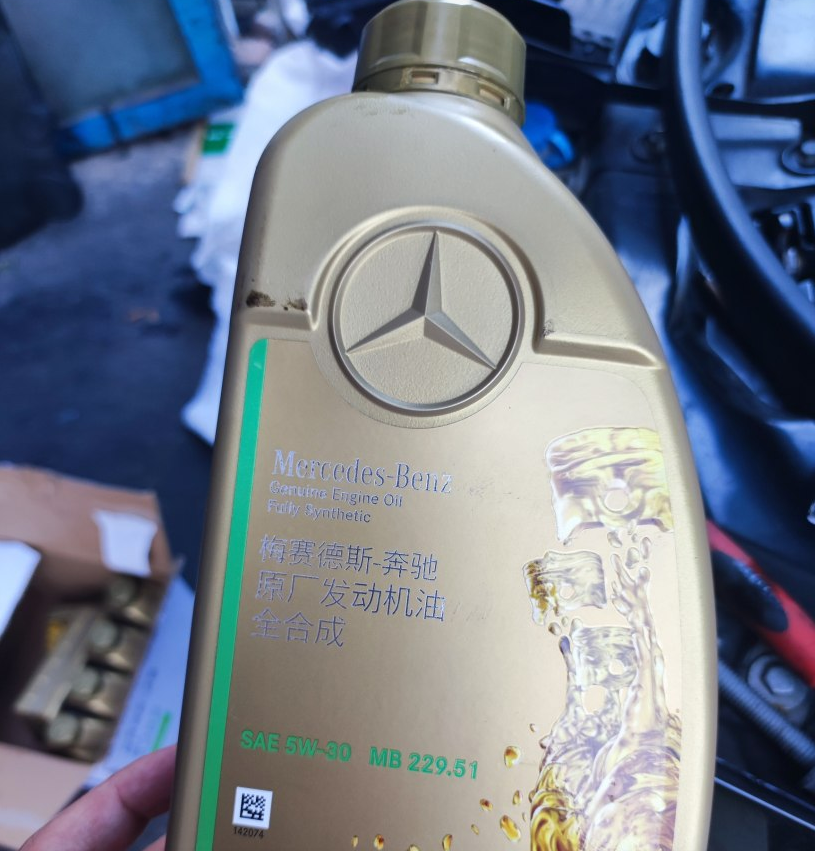 Mercedes-Benz
Genuine Engine Oil
Fully Synthetic
梅赛德斯-奔驰
原厂发动机油
全合成
SAE 5W-30 MB 229.51
142074